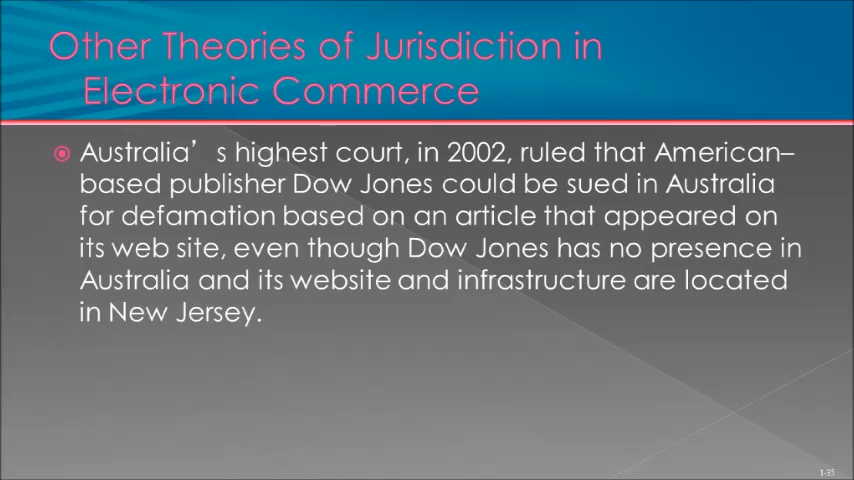 Other Theories of Jurisdiction in
Electronic Commerce
Australia’ s highest court, in 2002, ruled that American–
based publisher Dow Jones could be sued in Australia
for defamation based on an article that appeared on
its web site, even though Dow Jones has no presence in
Australia and its website and infrastructure are located
in New Jersey.
1-35